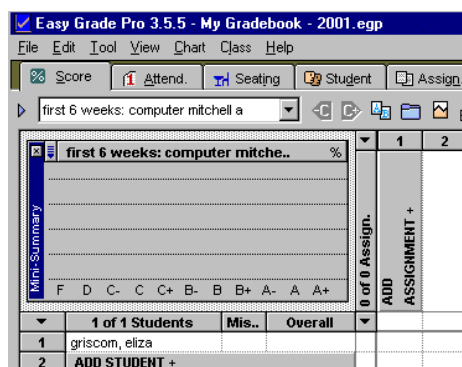 Easy Grade Pro 3.5.5 - My Gradebook - 2001.egp
File Edit Tool View Chart Class Help
% Score Attend. Seating Student Assign.
first 6 weeks: computer mitchell a
first 6 weeks: compu​ter mitche.. %
1 2
Mini-Summary
F D C- C C+ B- B B+ A- A A+
0 of 0 Assign.
ADD ASSIGNMENT +
1 of 1 Students Mis.. Overall
1 griscom, eliza
2 ADD STUDENT +